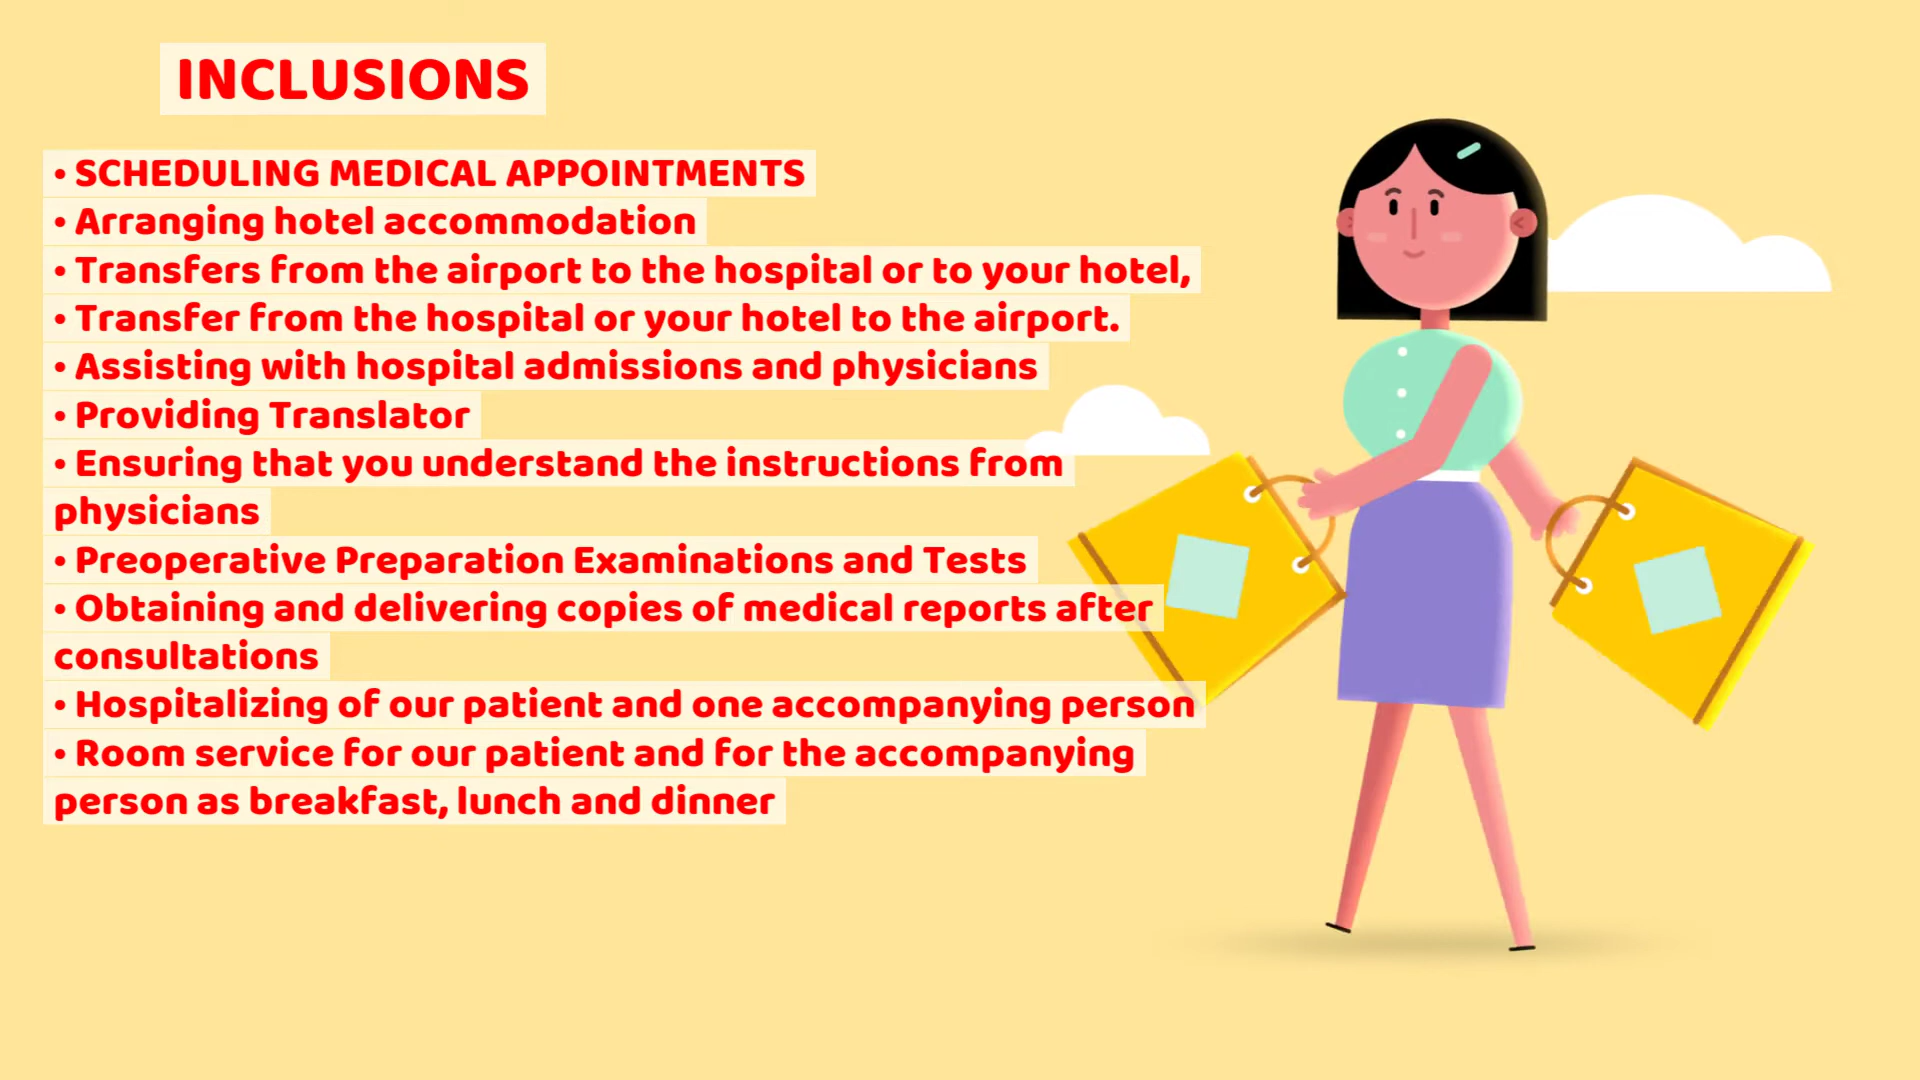 INCLUSIONS
• SCHEDULING MEDICAL APPOINTMENTS
• Arranging hotel accommodation
• Transfers from the airport to the hospital or to your hotel,
• Transfer from the hospital or your hotel to the airport.
• Assisting with hospital admissions and physicians
• Providing Translator
• Ensuring that you understand the instructions from
physicians
• Preoperative Preparation Examinations and Tests
• Obtaining and delivering copies of medical reports after
consultations
• Hospitalizing of our patient and one accompanying person
• Room service for our patient and for the accompanying
person as breakfast, lunch and dinner